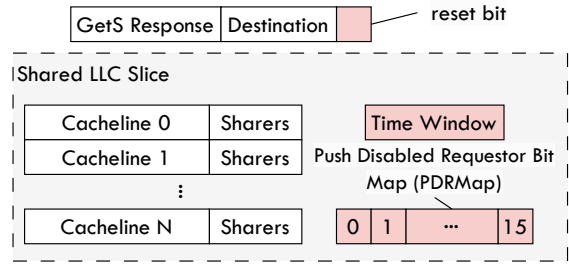 GetS Response Destination
reset bit
Shared LLC Slice
Cacheline 0 Sharers
Cacheline 1 Sharers
⋮
Cacheline N Sharers
Time Window
Push Disabled Requestor Bit
Map (PDRMap)
0 1 ... 15